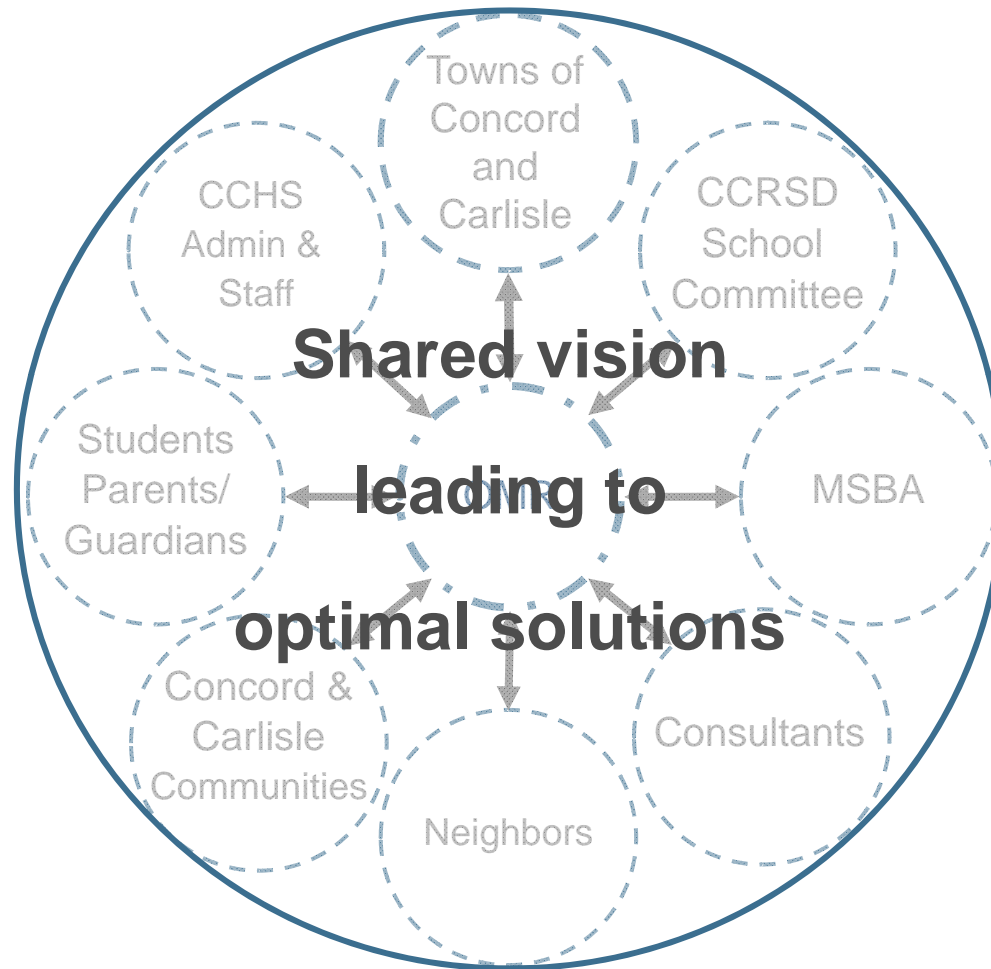 Towns of
Concord
and
Carlisle
CCHS
Admin &
Staff
CCRSD
School
Committee
Shared vision
Students
Parents/
Guardians
leading to
OMR
MSBA
optimal solutions
Concord &
Carlisle
Communities
Consultants
Neighbors